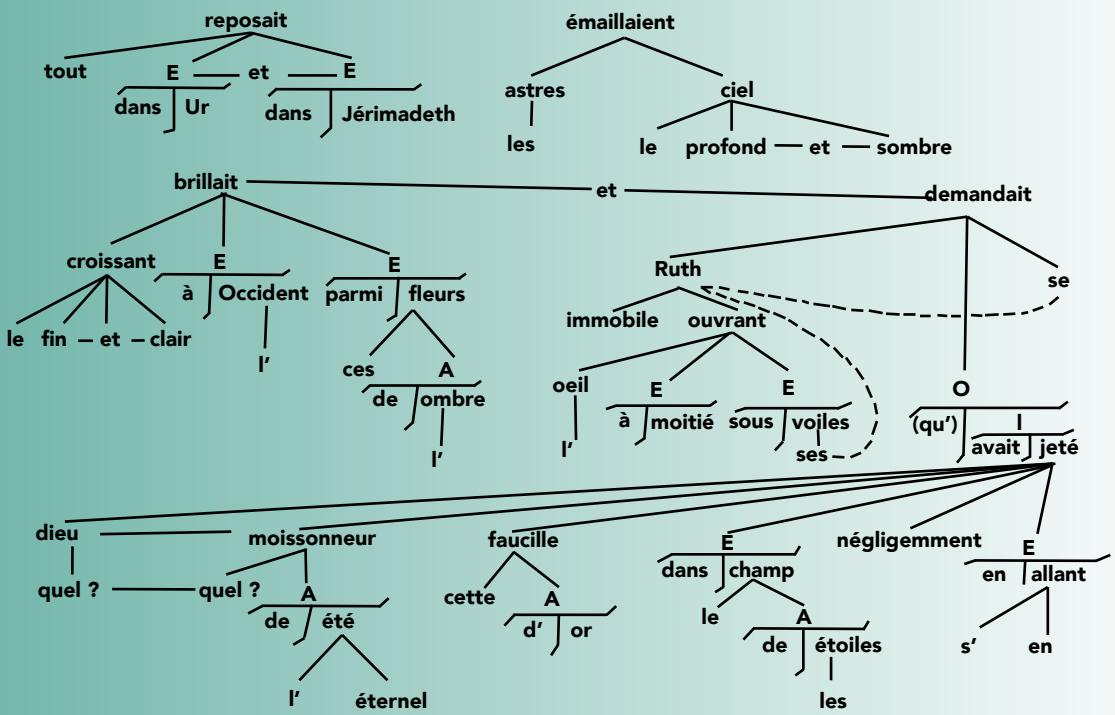 reposait émaillaient
tout E et E
dans Ur dans Jérimadeth
astres ciel
les le profond et sombre
brillait et demandait
croissant E E Ruth se
à Occident parmi fleurs
le fin et clair l' immobile ouvrant
ces A oeil E E O
de ombre à moitié sous voiles (qu') I
l' l' ses avait jeté
dieu moissonneur faucille E négligemment E
dans champ en allant
quel ? quel ? A cette A le A s' en
de été d' or de étoiles
l' éternel les